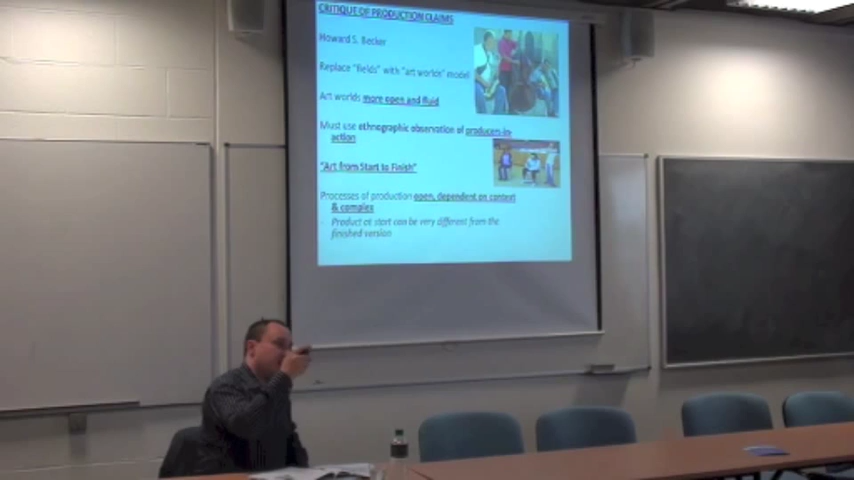 CRITIQUE OF PRODUCTION CLAIMS
Howard S. Becker
Replace "fields" with "art worlds" model
Art worlds more open and fluid
Must use ethnographic observation of producers-in-
action
"Art from Start to Finish"
Processes of production open, dependent on context
& complex
- Product at start can be very different from the
finished version